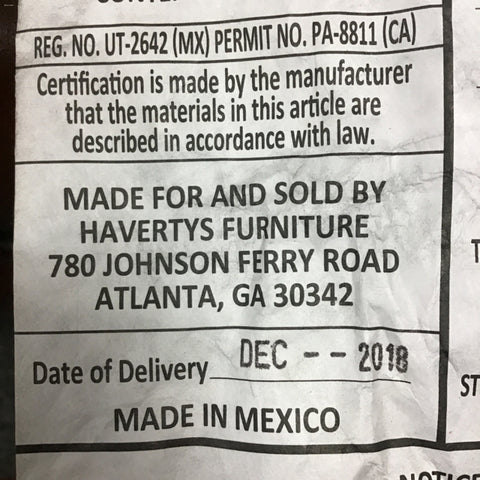 REG. NO. UT-2642 (MX) PERMIT NO. PA-8811 (CA)
Certification is made by the manufacturer
that the materials in this article are
described in accordance with law.
MADE FOR AND SOLD BY
HAVERTYS FURNITURE
780 JOHNSON FERRY ROAD
ATLANTA, GA 30342
Date of Delivery DEC -- 2018
MADE IN MEXICO
ST
NOTICE